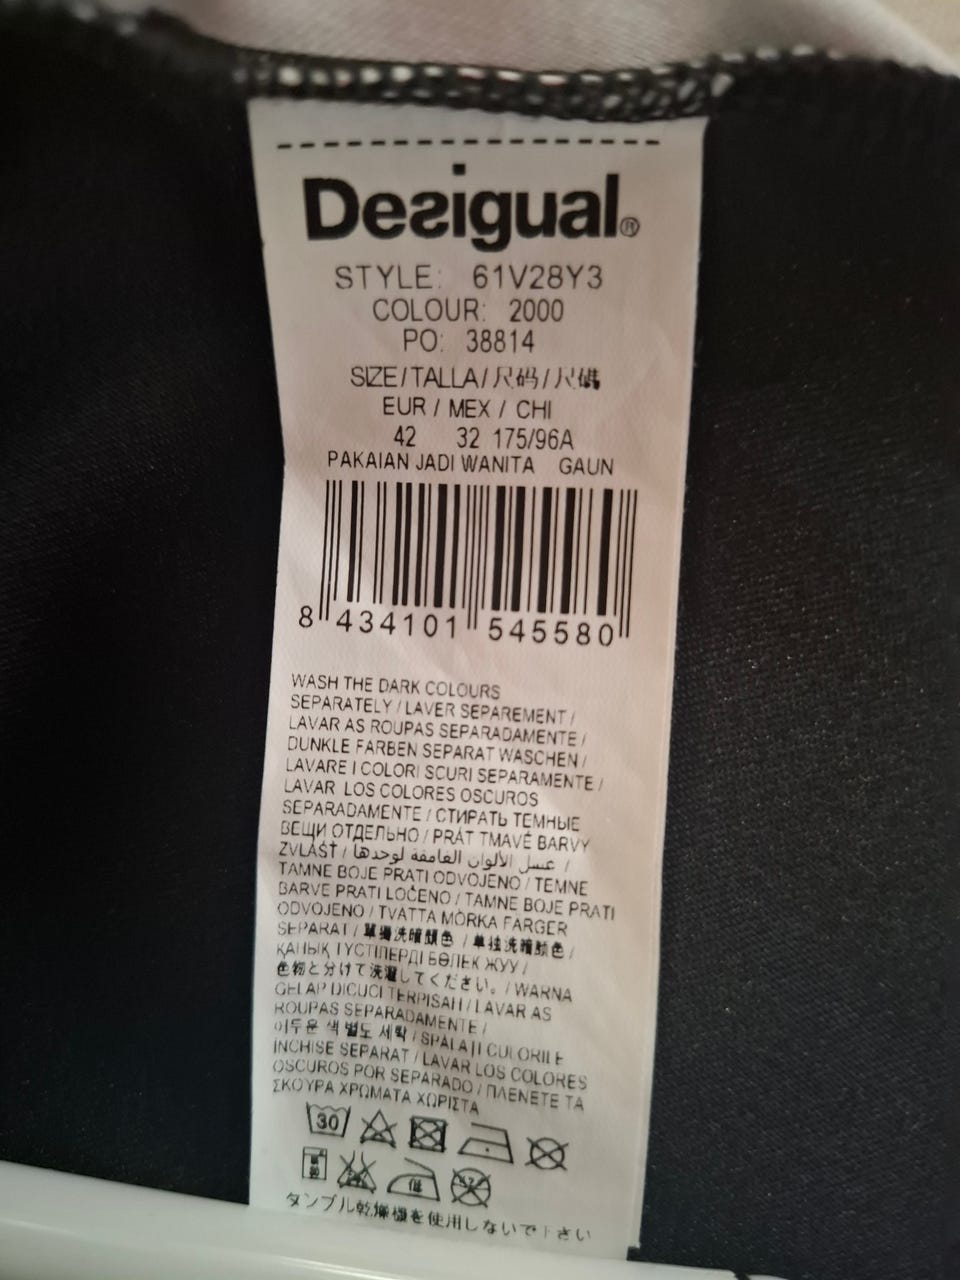 Desigual®
STYLE: 61V28Y3
COLOUR: 2000
PO: 38814
SIZE/TALLA/尺码/尺碼
EUR / MEX / CHI
42 32 175/96A
PAKAIAN JADI WANITA GAUN
8 434101 545580
WASH THE DARK COLOURS
SEPARATELY / LAVER SEPAREMENT /
LAVAR AS ROUPAS SEPARADAMENTE /
DUNKLE FARBEN SEPARAT WASCHEN /
LAVARE I COLORI SCURI SEPARAMENTE /
LAVAR LOS COLORES OSCUROS
SEPARADAMENTE / СТИРАТЬ ТЕМНЫЕ
ВЕЩИ ОТДЕЛЬНО / PRÁT TMAVÉ BARVY
ZVLÁŠŤ / غسل الألوان الغامقة لوحدها /
TAMNE BOJE PRATI ODVOJENO / TEMNE
BARVE PRATI LOČENO / TAMNE BOJE PRATI
ODVOJENO / TVÄTTA MÖRKA FÄRGER
SEPARAT / 單獨洗暗顏色 / 单独洗暗颜色 /
ҚАНЫҚ ТҮСТІЛЕРДІ БӨЛЕК ЖУУ /
色物と分けて洗濯してください。/ WARNA
GELAP DICUCI TERPISAH / LAVAR AS
ROUPAS SEPARADAMENTE /
어두운 색 별도 세탁 / SPĂLAȚI CULORILE
INCHISE SEPARAT / LAVAR LOS COLORES
OSCUROS POR SEPARADO / ΠΛΕΝΕΤΕ ΤΑ
ΣΚΟΥΡΑ ΧΡΩΜΑΤΑ ΧΩΡΙΣΤΑ
30
タンブル乾燥機を使用しないで下さい